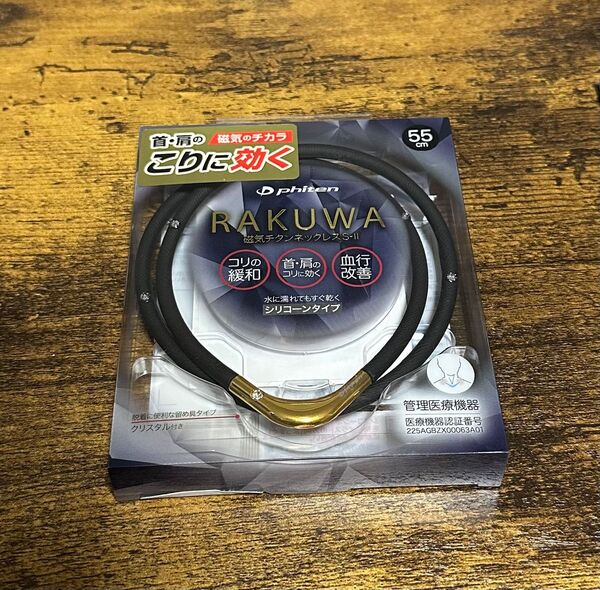 首・肩の
磁気のチカラ
こりに効く
55
cm
phiten
RAKUWA
磁気チタンネックレスS-II
コリの
緩和
首・肩の
コリに効く
血行
改善
水に濡れてもすぐ乾く
シリコーンタイプ
脱着に便利な留め具タイプ
クリスタル付き
管理医療機器
医療機器認証番号
225AGBZX00063A01